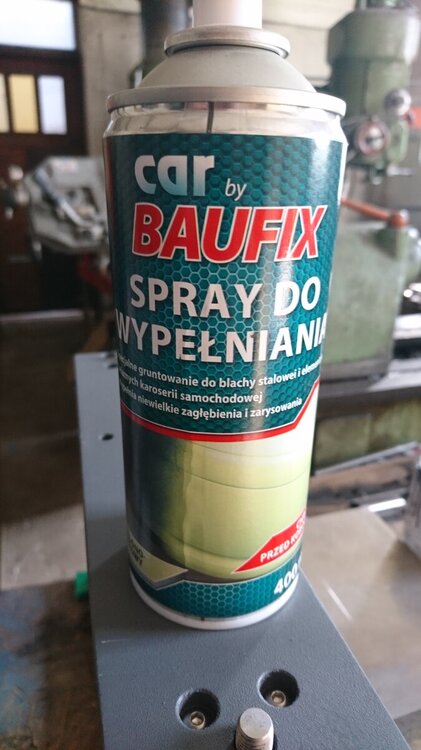 car by
BAUFIX
SPRAY DO
WYPEŁNIANIA
gruntowanie do blachy stalowej i
karoserii samochodowej
niewielkie zagłębienia i zarysowania
PRZED
400